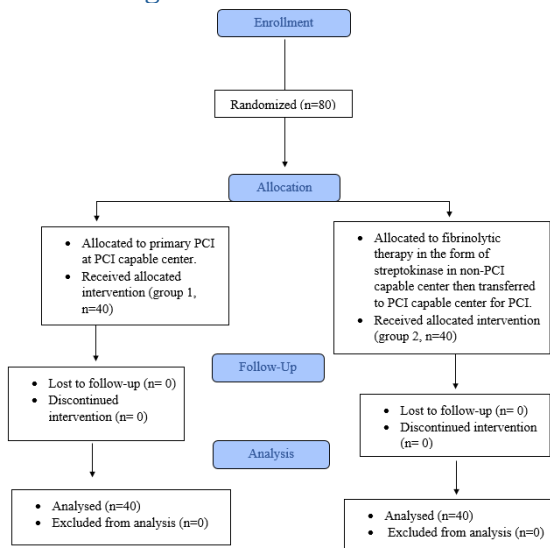 Enrollment
Randomized (n=80)
Allocation
• Allocated to primary PCI
at PCI capable center.
• Received allocated
intervention (group 1,
n=40)
• Allocated to fibrinolytic
therapy in the form of
streptokinase in non-PCI
capable center then transferred
to PCI capable center for PCI.
• Received allocated intervention
(group 2, n=40)
Follow-Up
• Lost to follow-up (n= 0)
• Discontinued
intervention (n= 0)
• Lost to follow-up (n= 0)
• Discontinued intervention
(n= 0)
Analysis
• Analysed (n=40)
• Excluded from analysis (n=0)
• Analysed (n=40)
• Excluded from analysis (n=0)